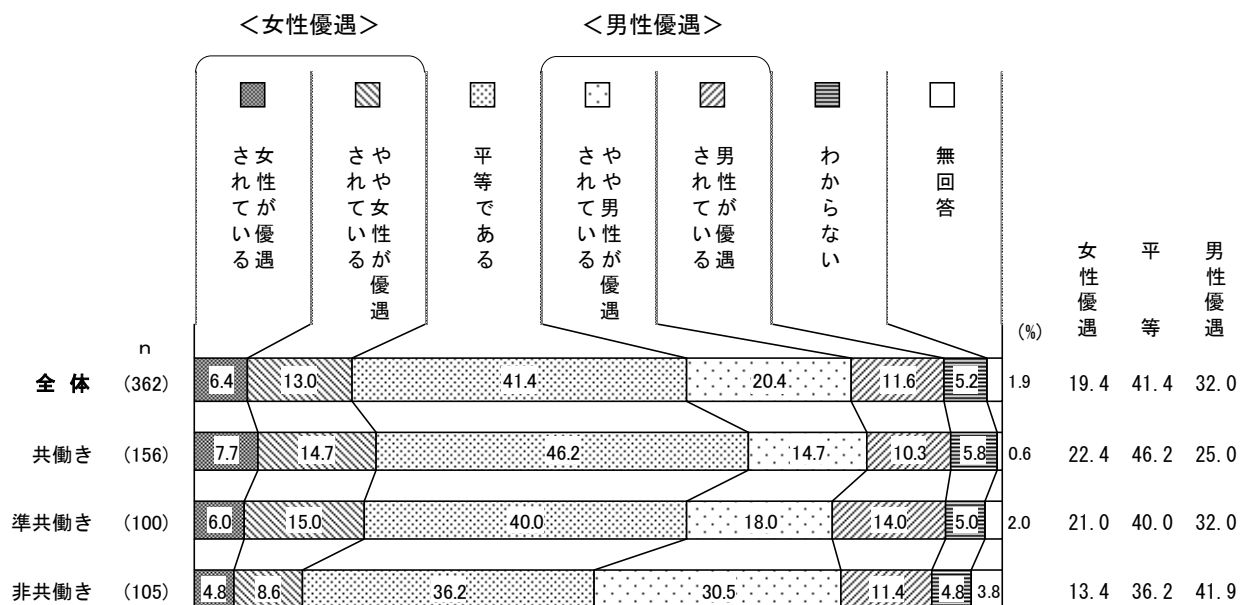 ＜女性優遇＞ ＜男性優遇＞
女性が優遇されている
やや女性が優遇されている
平等である
やや男性が優遇されている
男性が優遇されている
わからない
無回答
女性優遇
平等
男性優遇
(%)
n
全体 (362) 6.4 13.0 41.4 20.4 11.6 5.2 1.9 19.4 41.4 32.0
共働き (156) 7.7 14.7 46.2 14.7 10.3 5.8 0.6 22.4 46.2 25.0
準共働き (100) 6.0 15.0 40.0 18.0 14.0 5.0 2.0 21.0 40.0 32.0
非共働き (105) 4.8 8.6 36.2 30.5 11.4 4.8 3.8 13.4 36.2 41.9